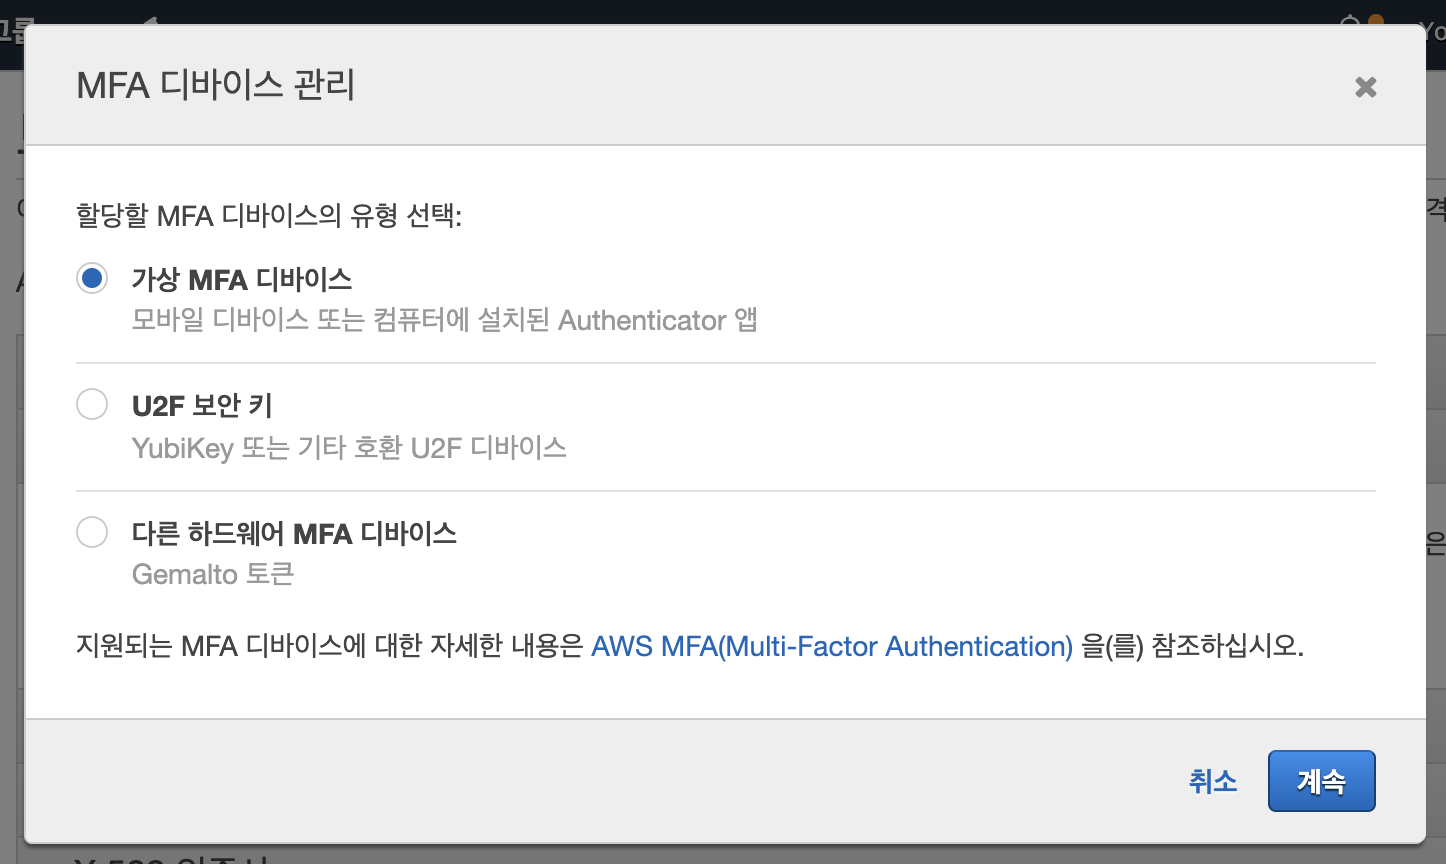 MFA 디바이스 관리
할당할 MFA 디바이스의 유형 선택:
가상 MFA 디바이스
모바일 디바이스 또는 컴퓨터에 설치된 Authenticator 앱
U2F 보안 키
YubiKey 또는 기타 호환 U2F 디바이스
다른 하드웨어 MFA 디바이스
Gemalto 토큰
지원되는 MFA 디바이스에 대한 자세한 내용은 AWS MFA(Multi-Factor Authentication) 을(를) 참조하십시오.
취소
계속